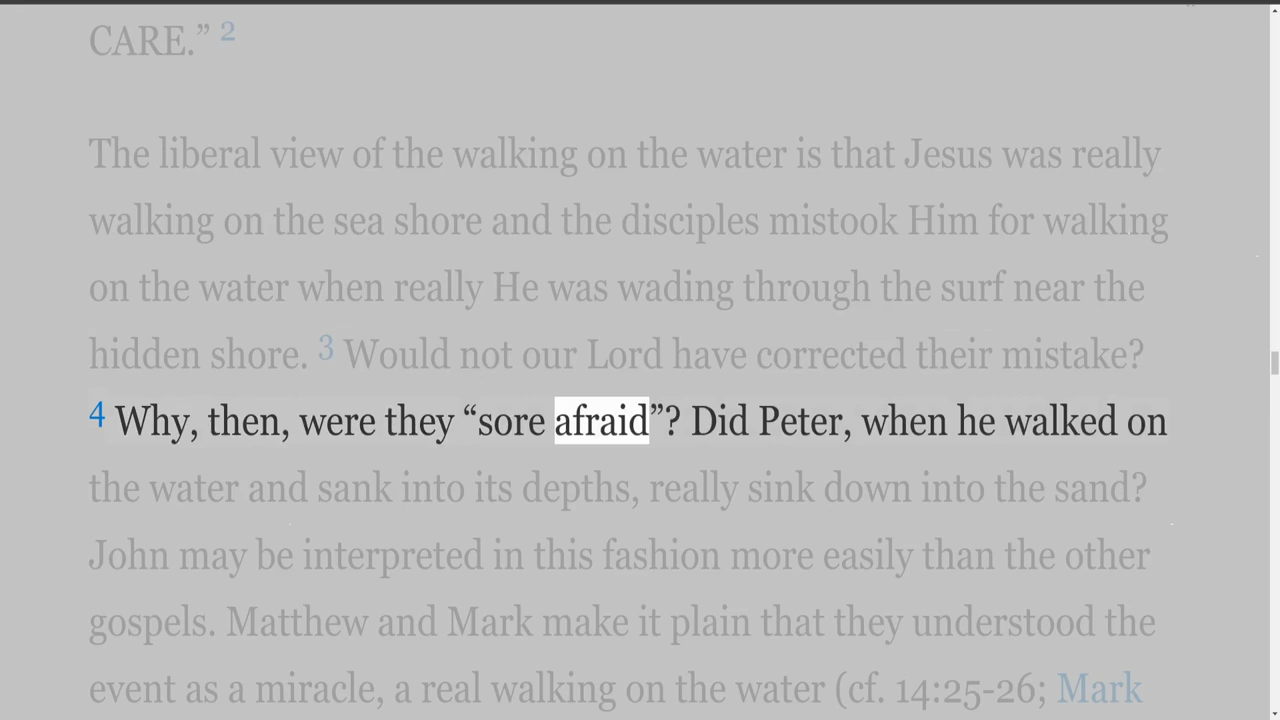 CARE.” 2
The liberal view of the walking on the water is that Jesus was really
walking on the sea shore and the disciples mistook Him for walking
on the water when really He was wading through the surf near the
hidden shore. 3 Would not our Lord have corrected their mistake?
4 Why, then, were they “sore afraid”? Did Peter, when he walked on
the water and sank into its depths, really sink down into the sand?
John may be interpreted in this fashion more easily than the other
gospels. Matthew and Mark make it plain that they understood the
event as a miracle, a real walking on the water (cf. 14:25-26; Mark